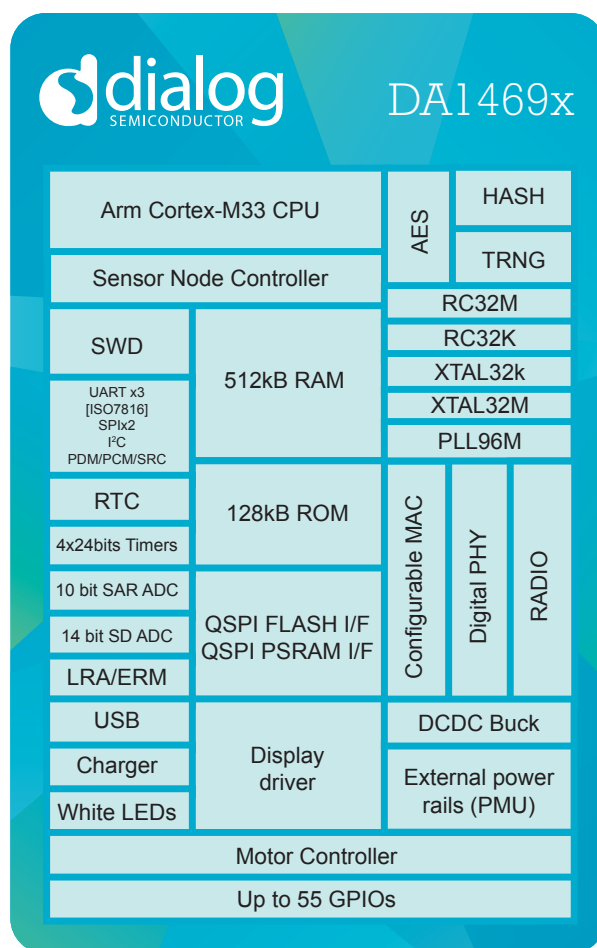 dialog
SEMICONDUCTOR
DA1469x
Arm Cortex-M33 CPU
AES
HASH
TRNG
Sensor Node Controller
RC32M
RC32K
XTAL32k
XTAL32M
PLL96M
SWD
512kB RAM
UART x3
[ISO7816]
SPIx2
I²C
PDM/PCM/SRC
RTC
4x24bits Timers
128kB ROM
Configurable MAC
Digital PHY
RADIO
10 bit SAR ADC
14 bit SD ADC
LRA/ERM
QSPI FLASH I/F
QSPI PSRAM I/F
USB
Charger
White LEDs
Display
driver
DCDC Buck
External power
rails (PMU)
Motor Controller
Up to 55 GPIOs